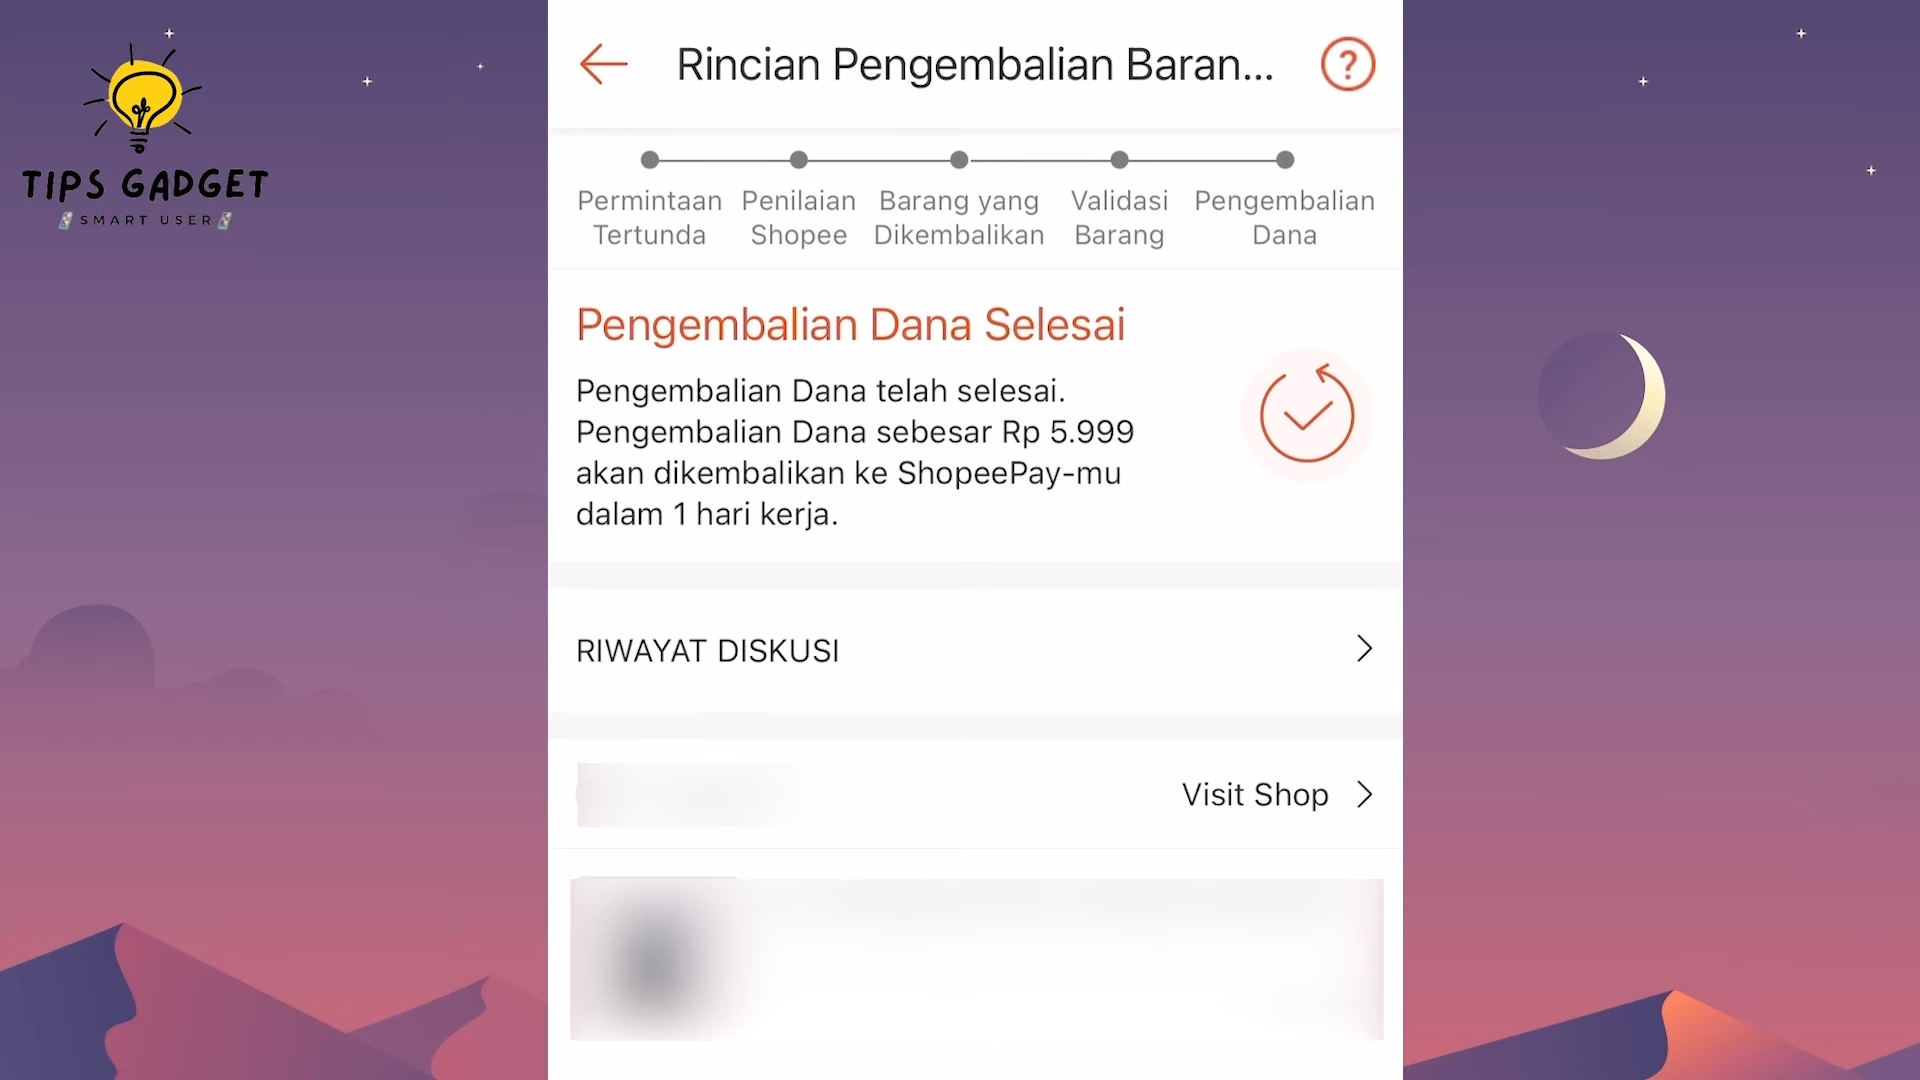 TIPS GADGET
SMART USER
Rincian Pengembalian Baran...
?
Permintaan Tertunda
Penilaian Shopee
Barang yang Dikembalikan
Validasi Barang
Pengembalian Dana
Pengembalian Dana Selesai
Pengembalian Dana telah selesai.
Pengembalian Dana sebesar Rp 5.999
akan dikembalikan ke ShopeePay-mu
dalam 1 hari kerja.
RIWAYAT DISKUSI
Visit Shop